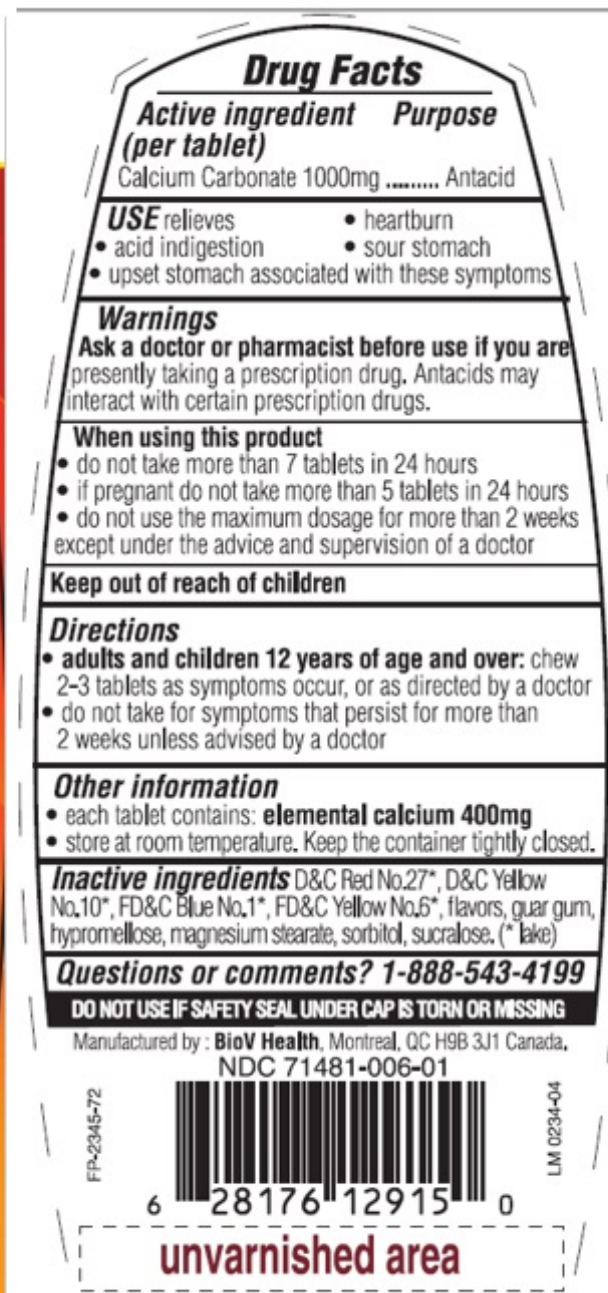 Drug Facts
Active ingredient Purpose
(per tablet)
Calcium Carbonate 1000mg ......... Antacid
USE relieves • heartburn
• acid indigestion • sour stomach
• upset stomach associated with these symptoms
Warnings
Ask a doctor or pharmacist before use if you are
presently taking a prescription drug. Antacids may
interact with certain prescription drugs.
When using this product
• do not take more than 7 tablets in 24 hours
• if pregnant do not take more than 5 tablets in 24 hours
• do not use the maximum dosage for more than 2 weeks
except under the advice and supervision of a doctor
Keep out of reach of children
Directions
• adults and children 12 years of age and over: chew
2-3 tablets as symptoms occur, or as directed by a doctor
• do not take for symptoms that persist for more than
2 weeks unless advised by a doctor
Other information
• each tablet contains: elemental calcium 400mg
• store at room temperature. Keep the container tightly closed.
Inactive ingredients D&C Red No.27*, D&C Yellow
No.10*, FD&C Blue No.1*, FD&C Yellow No.6*, flavors, guar gum,
hypromellose, magnesium stearate, sorbitol, sucralose. (* lake)
Questions or comments? 1-888-543-4199
DO NOT USE IF SAFETY SEAL UNDER CAP IS TORN OR MISSING
Manufactured by : BioV Health, Montreal, QC H9B 3J1 Canada.
NDC 71481-006-01
FP-2345-72
LM 0234-04
6 28176 12915 0
unvarnished area